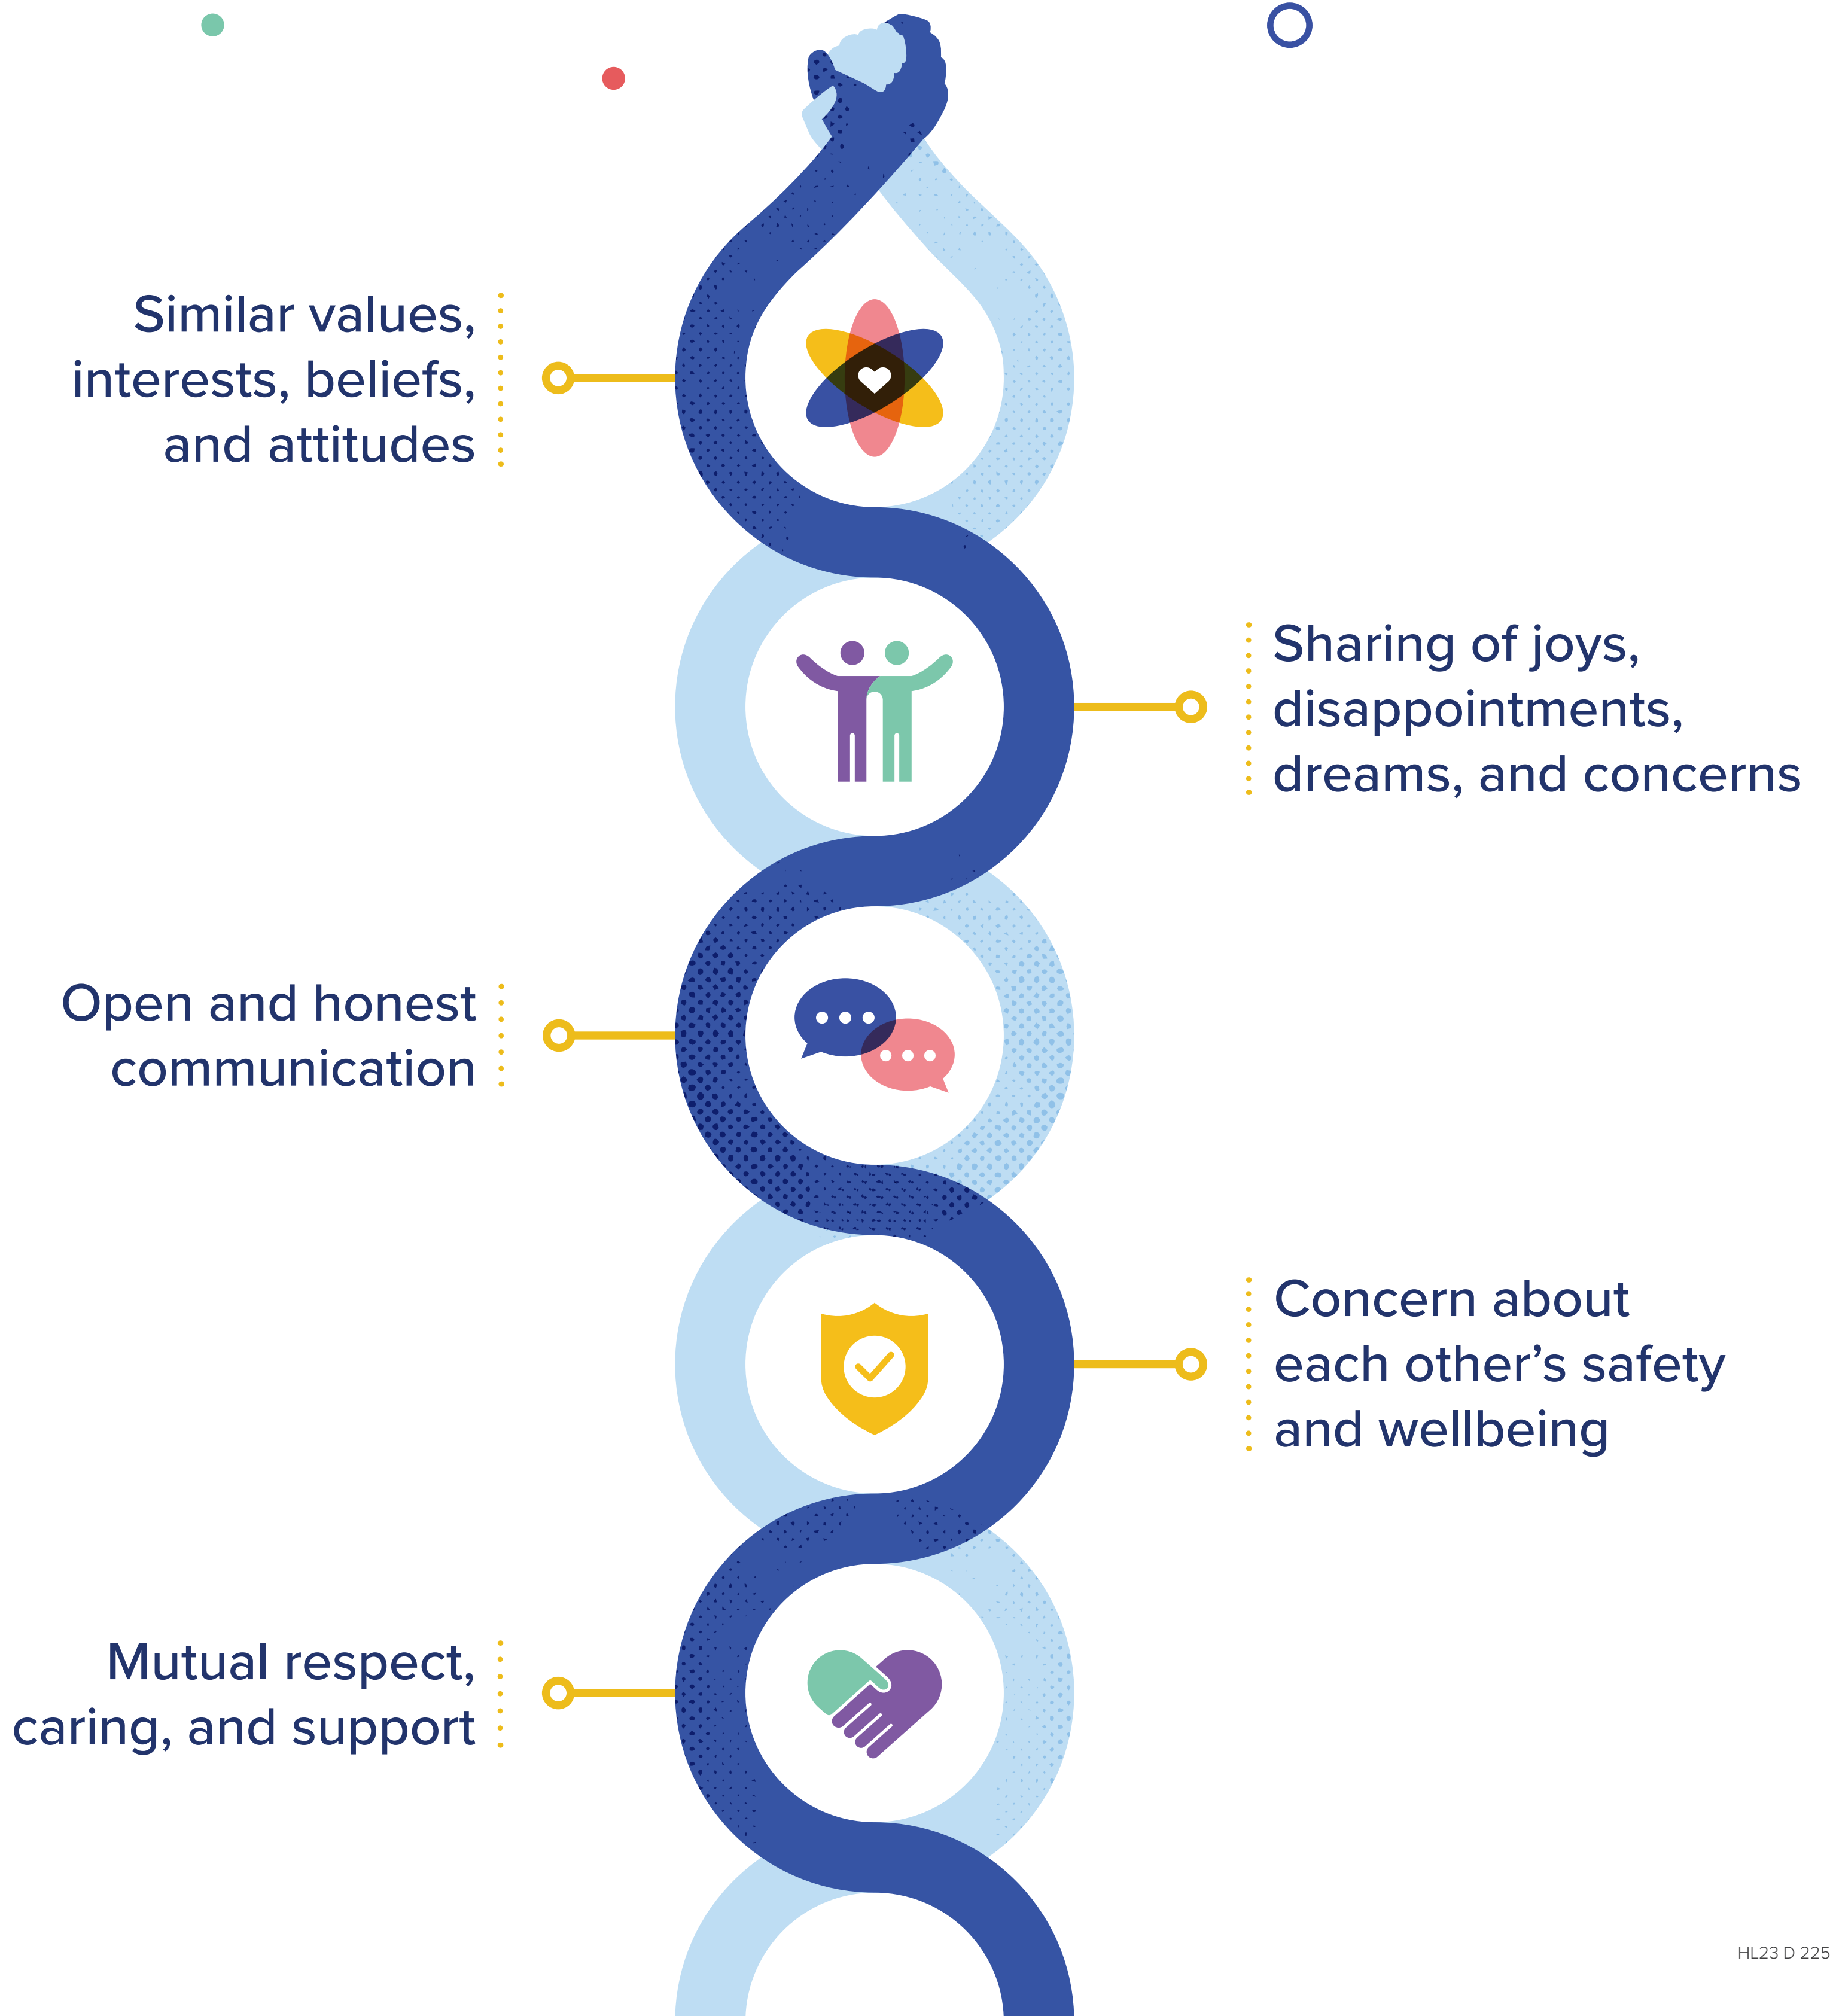 Similar values,
interests, beliefs,
and attitudes
Sharing of joys,
disappointments,
dreams, and concerns
Open and honest
communication
Concern about
each other’s safety
and wellbeing
Mutual respect,
caring, and support
HL23 D 225